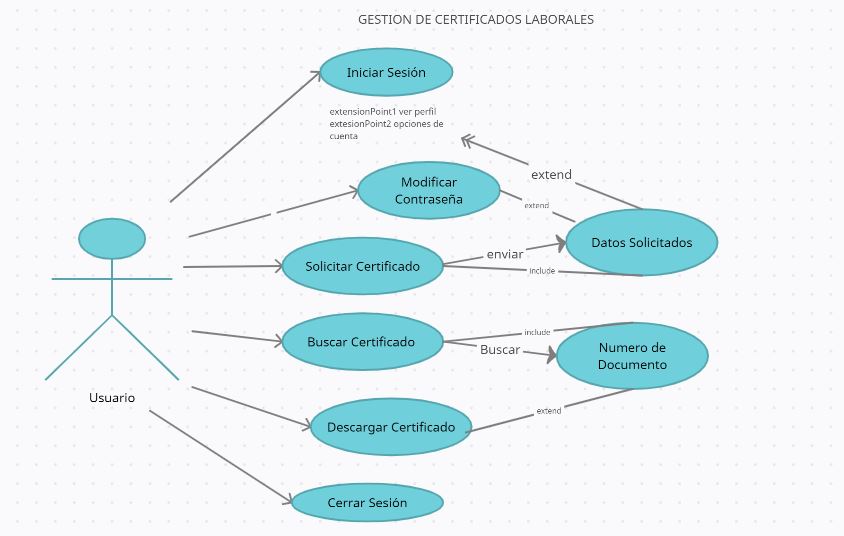 GESTION DE CERTIFICADOS LABORALES
Iniciar Sesión
extensionPoint1 ver perfil
extesionPoint2 opciones de
cuenta
extend
Modificar
Contraseña
extend
Datos Solicitados
enviar
Solicitar Certificado
include
include
Buscar Certificado
Buscar
Numero de
Documento
Usuario
extend
Descargar Certificado
Cerrar Sesión